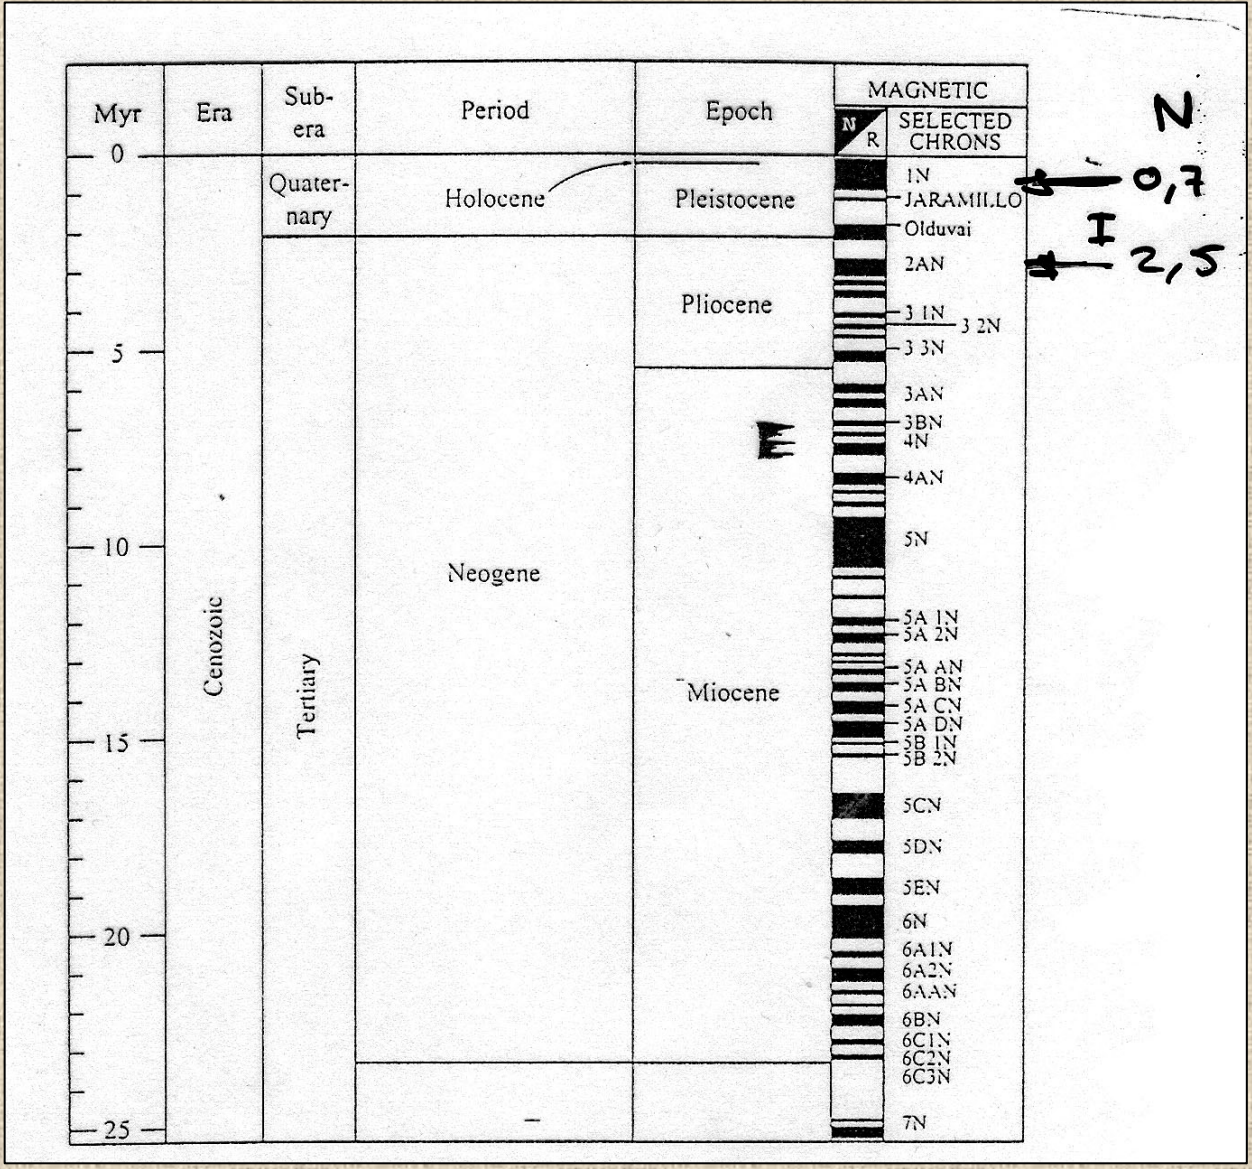 Myr Era Sub-era Period Epoch MAGNETIC
N R SELECTED CHRONS
N
0
Quater-nary
Holocene
Pleistocene
1N
0,7
JARAMILLO
Olduvai
I
2AN
2,5
Pliocene
3 1N
3 2N
3 3N
5
3AN
3BN
4N
4AN
5N
10
Neogene
Cenozoic
Tertiary
5A 1N
5A 2N
5A AN
5A BN
Miocene
5A CN
5A DN
5B 1N
15
5B 2N
5CN
5DN
5EN
6N
20
6A1N
6A2N
6AAN
6BN
6C1N
6C2N
6C3N
7N
25